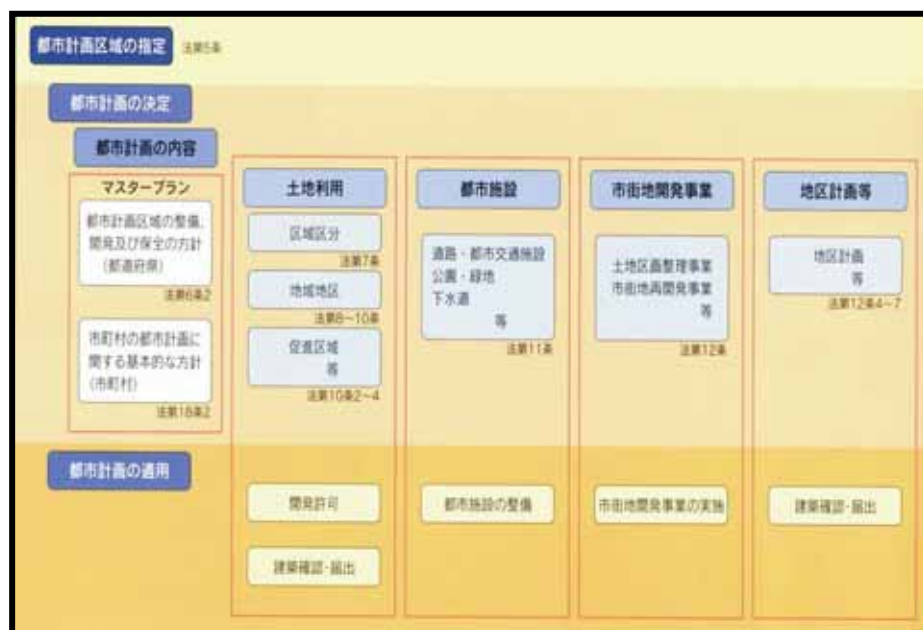 都市計画区域の指定 法第5条
都市計画の決定
都市計画の内容
マスタープラン
都市計画区域の整備、
開発及び保全の方針
(都道府県)
法第6条2
市町村の都市計画に
関する基本的な方針
(市町村)
法第18条2
土地利用
区域区分
法第7条
地域地区
法第8～10条
促進区域
等
法第10条2～4
都市施設
道路・都市交通施設
公園・緑地
下水道
等
法第11条
市街地開発事業
土地区画整理事業
市街地再開発事業
等
法第12条
地区計画等
地区計画
等
法第12条4～7
都市計画の適用
開発許可
建築確認・届出
都市施設の整備
市街地開発事業の実施
建築確認・届出